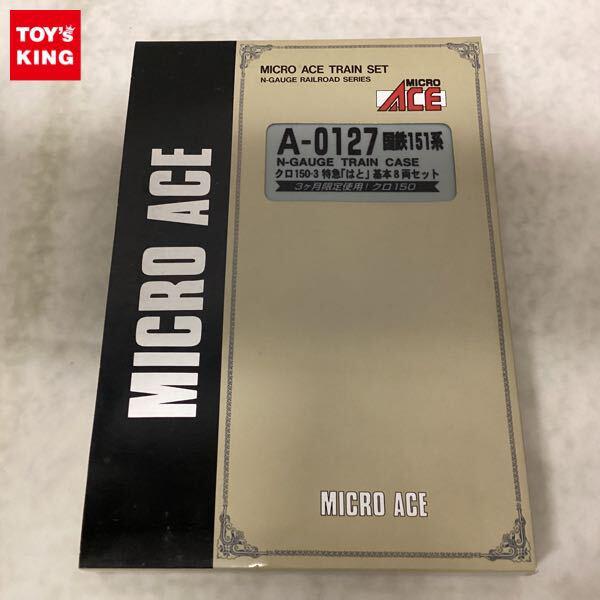 TOY's
KING
MICRO ACE TRAIN SET
N-GAUGE RAILROAD SERIES
MICRO
ACE
A-0127 国鉄151系
N-GAUGE TRAIN CASE
クロ150-3 特急「はと」基本8両セット
3ヶ月限定使用!クロ150
MICRO ACE
MICRO ACE